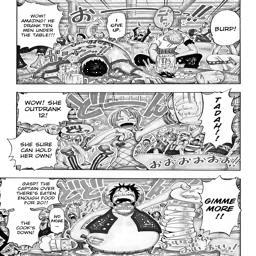 WOW!
AMAZING! HE
DRANK TEN
MEN UNDER
THE TABLE!!!
I
GIVE
UP.
BURP!
WOW! SHE
OUTDRANK
12!
SHE SURE
CAN HOLD
HER OWN!
TADAH!
GASP! THE
CAPTAIN OVER
THERE'S EATEN
ENOUGH FOOD
FOR 20!!
THE
COOK'S
DOWN!
NO
GIMME
MORE
!!